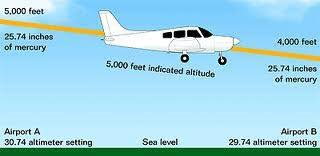 5,000 feet
25.74 inches
of mercury
4,000 feet
25.74 inches
of mercury
5,000 feet indicated altitude
Airport A
30.74 altimeter setting
Sea level
Airport B
29.74 altimeter setting